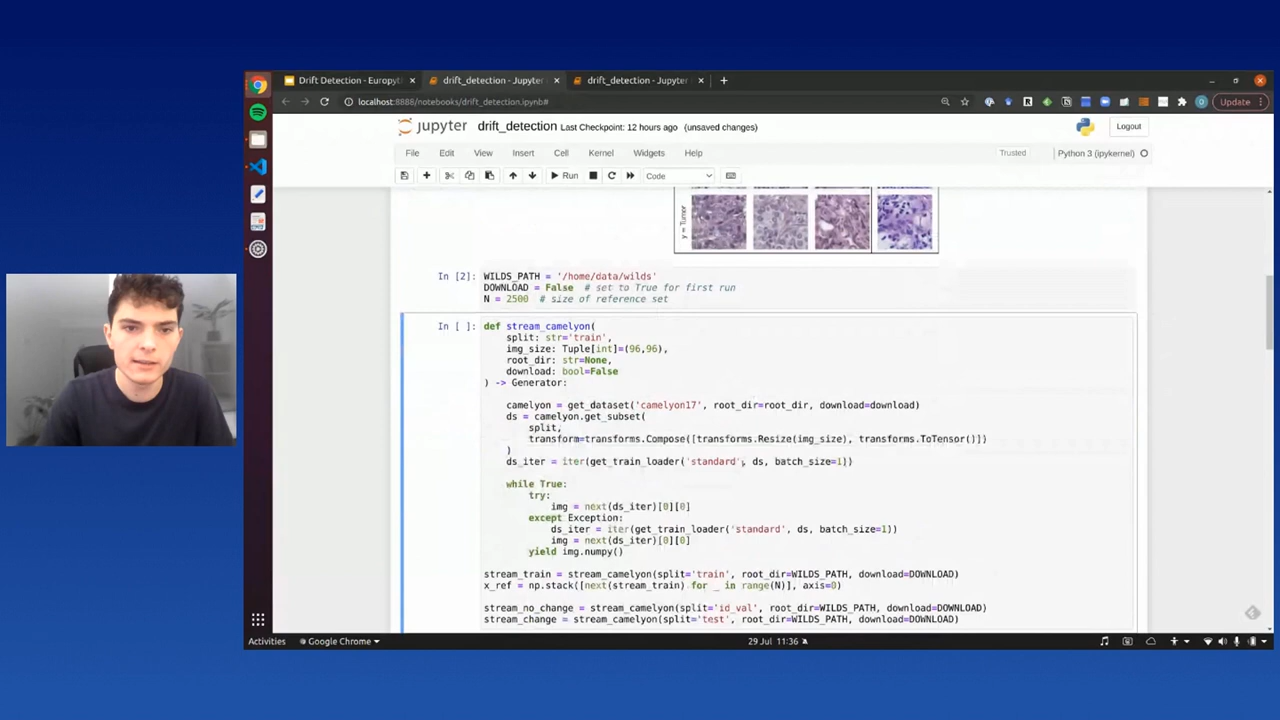 Drift Detection - Europyth
drift_detection - Jupyter
drift_detection - Jupyter
localhost:8888/notebooks/drift_detection.ipynb#
Update
jupyter drift_detection Last Checkpoint: 12 hours ago (unsaved changes)
Logout
File Edit View Insert Cell Kernel Widgets Help
Trusted
Python 3 (ipykernel)
Run
Code
y = Tumor
In [2]: WILDS_PATH = '/home/data/wilds'
DOWNLOAD = False # set to True for first run
N = 2500 # size of reference set
In [ ]: def stream_camelyon(
split: str='train',
img_size: Tuple[int]=(96,96),
root_dir: str=None,
download: bool=False
) -> Generator:
camelyon = get_dataset('camelyon17', root_dir=root_dir, download=download)
ds = camelyon.get_subset(
split,
transform=transforms.Compose([transforms.Resize(img_size), transforms.ToTensor()])
)
ds_iter = iter(get_train_loader('standard', ds, batch_size=1))
while True:
try:
img = next(ds_iter)[0][0]
except Exception:
ds_iter = iter(get_train_loader('standard', ds, batch_size=1))
img = next(ds_iter)[0][0]
yield img.numpy()
stream_train = stream_camelyon(split='train', root_dir=WILDS_PATH, download=DOWNLOAD)
x_ref = np.stack([next(stream_train) for _ in range(N)], axis=0)
stream_no_change = stream_camelyon(split='id_val', root_dir=WILDS_PATH, download=DOWNLOAD)
stream_change = stream_camelyon(split='test', root_dir=WILDS_PATH, download=DOWNLOAD)
Activities
Google Chrome
29 Jul 11:36